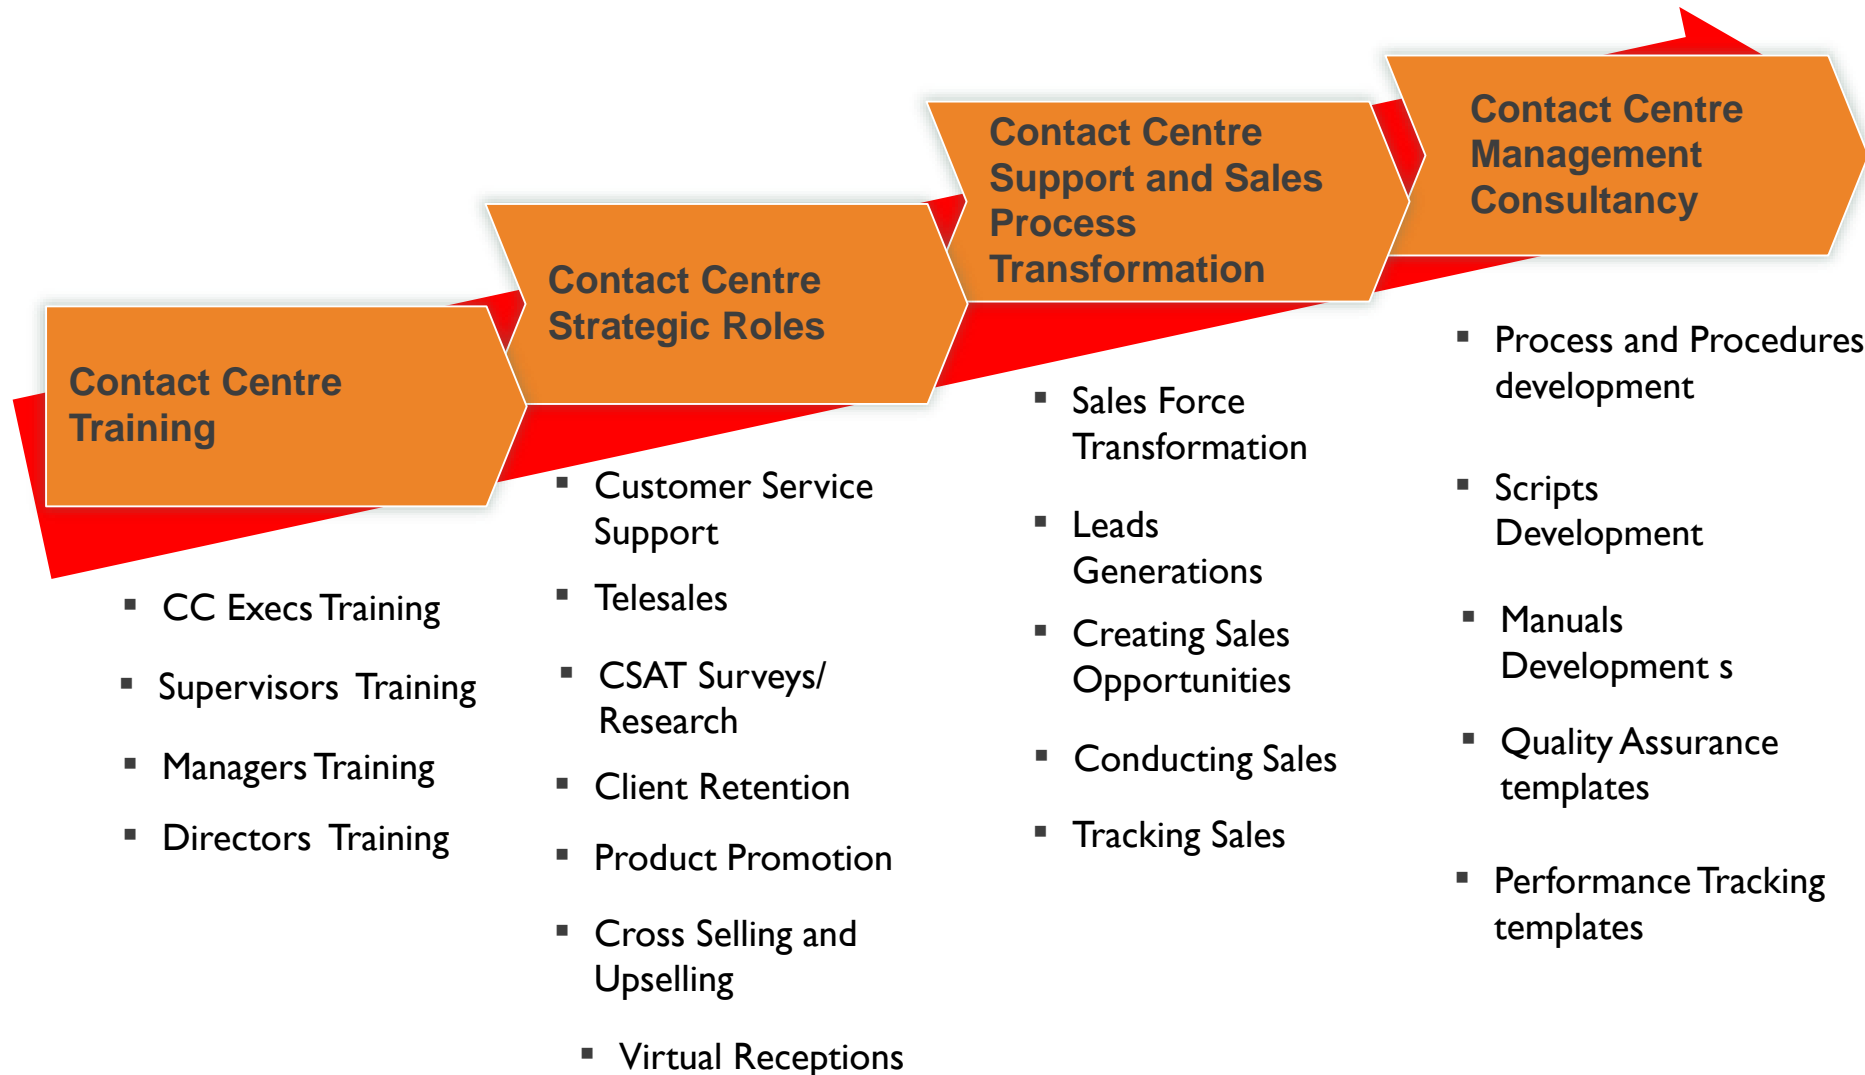 Contact Centre
Training
CC Execs Training
Supervisors Training
Managers Training
Directors Training
Contact Centre
Strategic Roles
Customer Service
Support
Telesales
CSAT Surveys/
Research
Client Retention
Product Promotion
Cross Selling and
Upselling
Virtual Receptions
Contact Centre
Support and Sales
Process
Transformation
Sales Force
Transformation
Leads
Generations
Creating Sales
Opportunities
Conducting Sales
Tracking Sales
Contact Centre
Management
Consultancy
Process and Procedures
development
Scripts
Development
Manuals
Development s
Quality Assurance
templates
Performance Tracking
templates